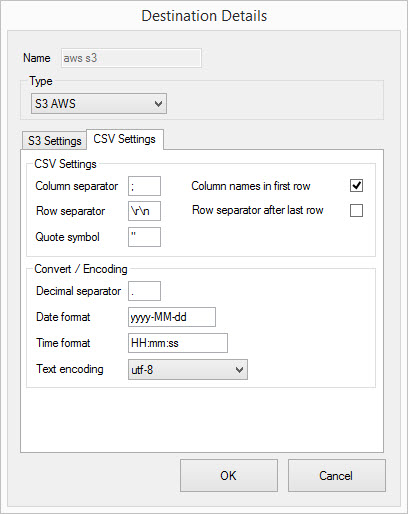 Destination Details
Name aws s3
Type
S3 AWS
S3 Settings CSV Settings
CSV Settings
Column separator ; Column names in first row
Row separator \r\n Row separator after last row
Quote symbol "
Convert / Encoding
Decimal separator .
Date format yyyy-MM-dd
Time format HH:mm:ss
Text encoding utf-8
OK Cancel